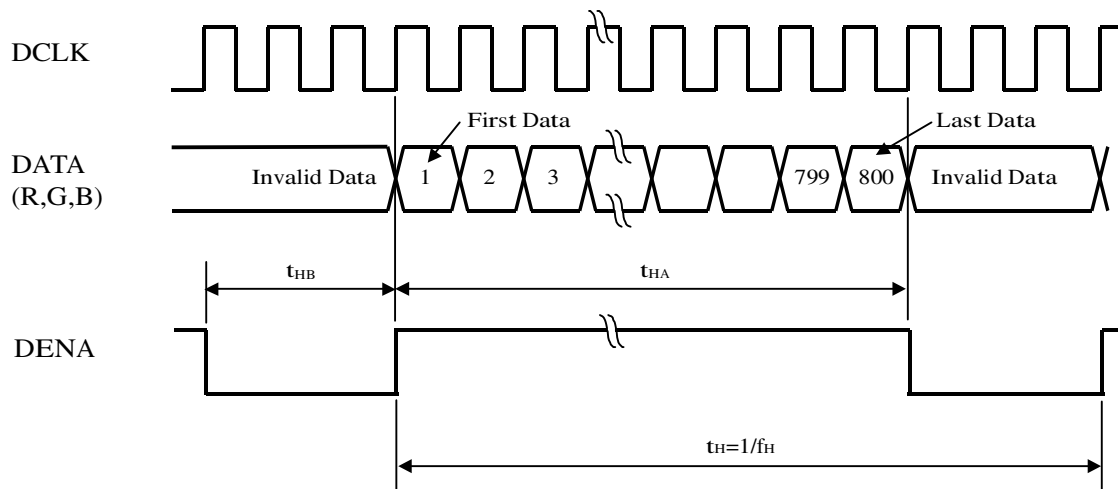 DCLK
First Data
Last Data
DATA
(R,G,B)
Invalid Data 1 2 3 799 800 Invalid Data
tHB tHA
DENA
tH=1/fH